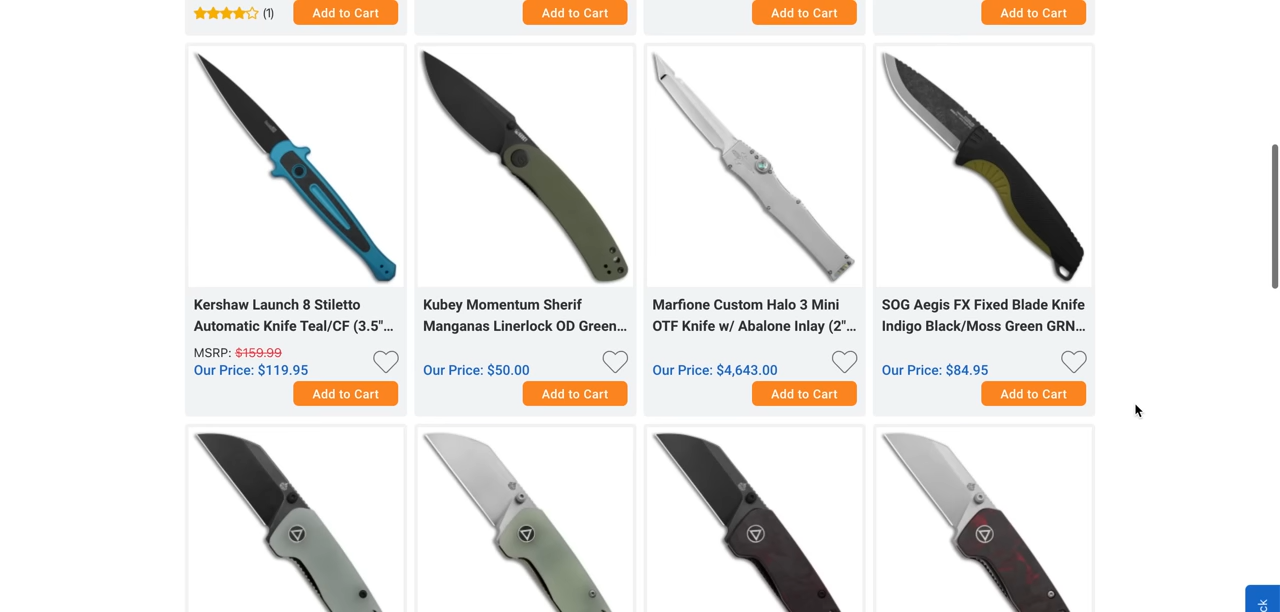 (1)
Add to Cart
Add to Cart
Add to Cart
Add to Cart
Kershaw Launch 8 Stiletto
Automatic Knife Teal/CF (3.5"...
MSRP: $159.99
Our Price: $119.95
Add to Cart
Kubey Momentum Sherif
Manganas Linerlock OD Green...
Our Price: $50.00
Add to Cart
Marfione Custom Halo 3 Mini
OTF Knife w/ Abalone Inlay (2"...
Our Price: $4,643.00
Add to Cart
SOG Aegis FX Fixed Blade Knife
Indigo Black/Moss Green GRN...
Our Price: $84.95
Add to Cart